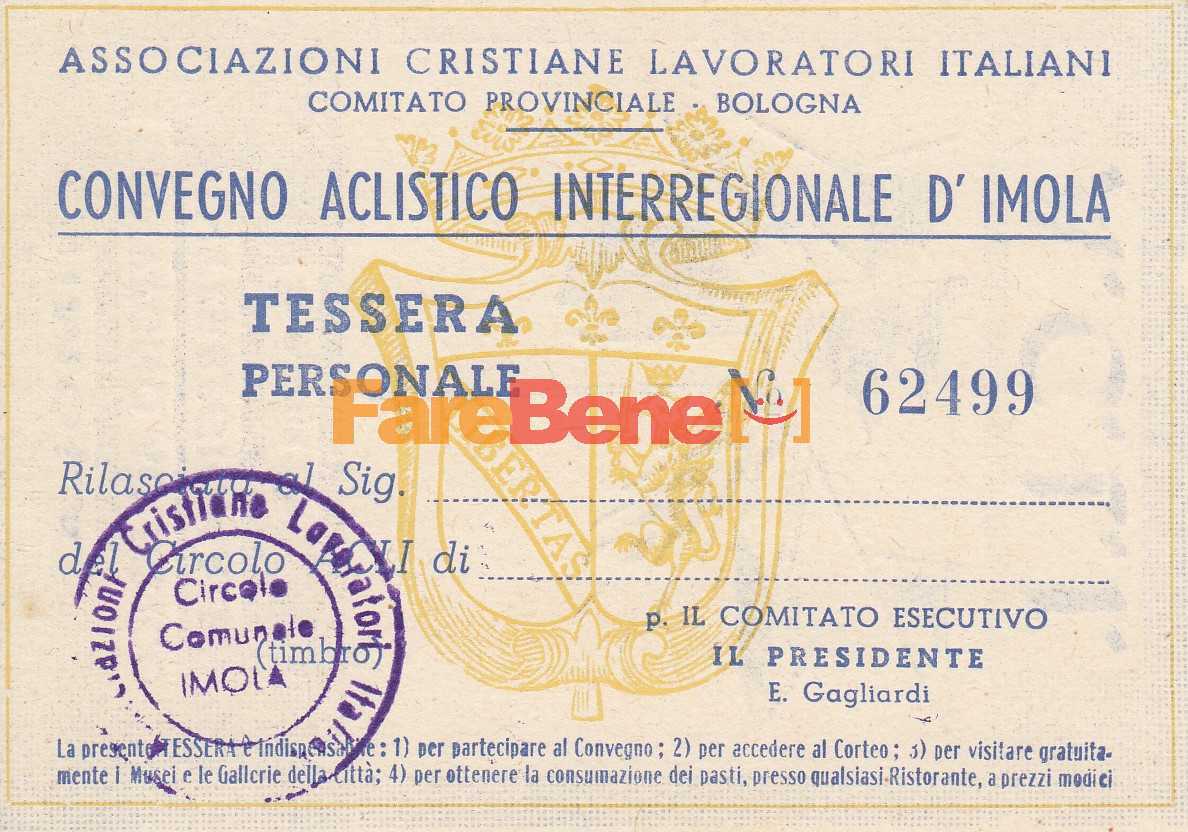 ASSOCIAZIONI CRISTIANE LAVORATORI ITALIANI
COMITATO PROVINCIALE - BOLOGNA
CONVEGNO ACLISTICO INTERREGIONALE D' IMOLA
TESSERA
PERSONALE
No 62499
FareBene[]
LIBERTAS
Rilasciata al Sig.
del Circolo ACLI di
(timbro)
p. IL COMITATO ESECUTIVO
IL PRESIDENTE
E. Gagliardi
Cristiane Lavoratori
Circolo
Comunale
IMOLA
La presente TESSERA è indispensabile : 1) per partecipare al Convegno ; 2) per accedere al Corteo ; 3) per visitare gratuita-
mente i Musei e le Gallerie della Città; 4) per ottenere la consumazione dei pasti, presso qualsiasi Ristorante, a prezzi modici